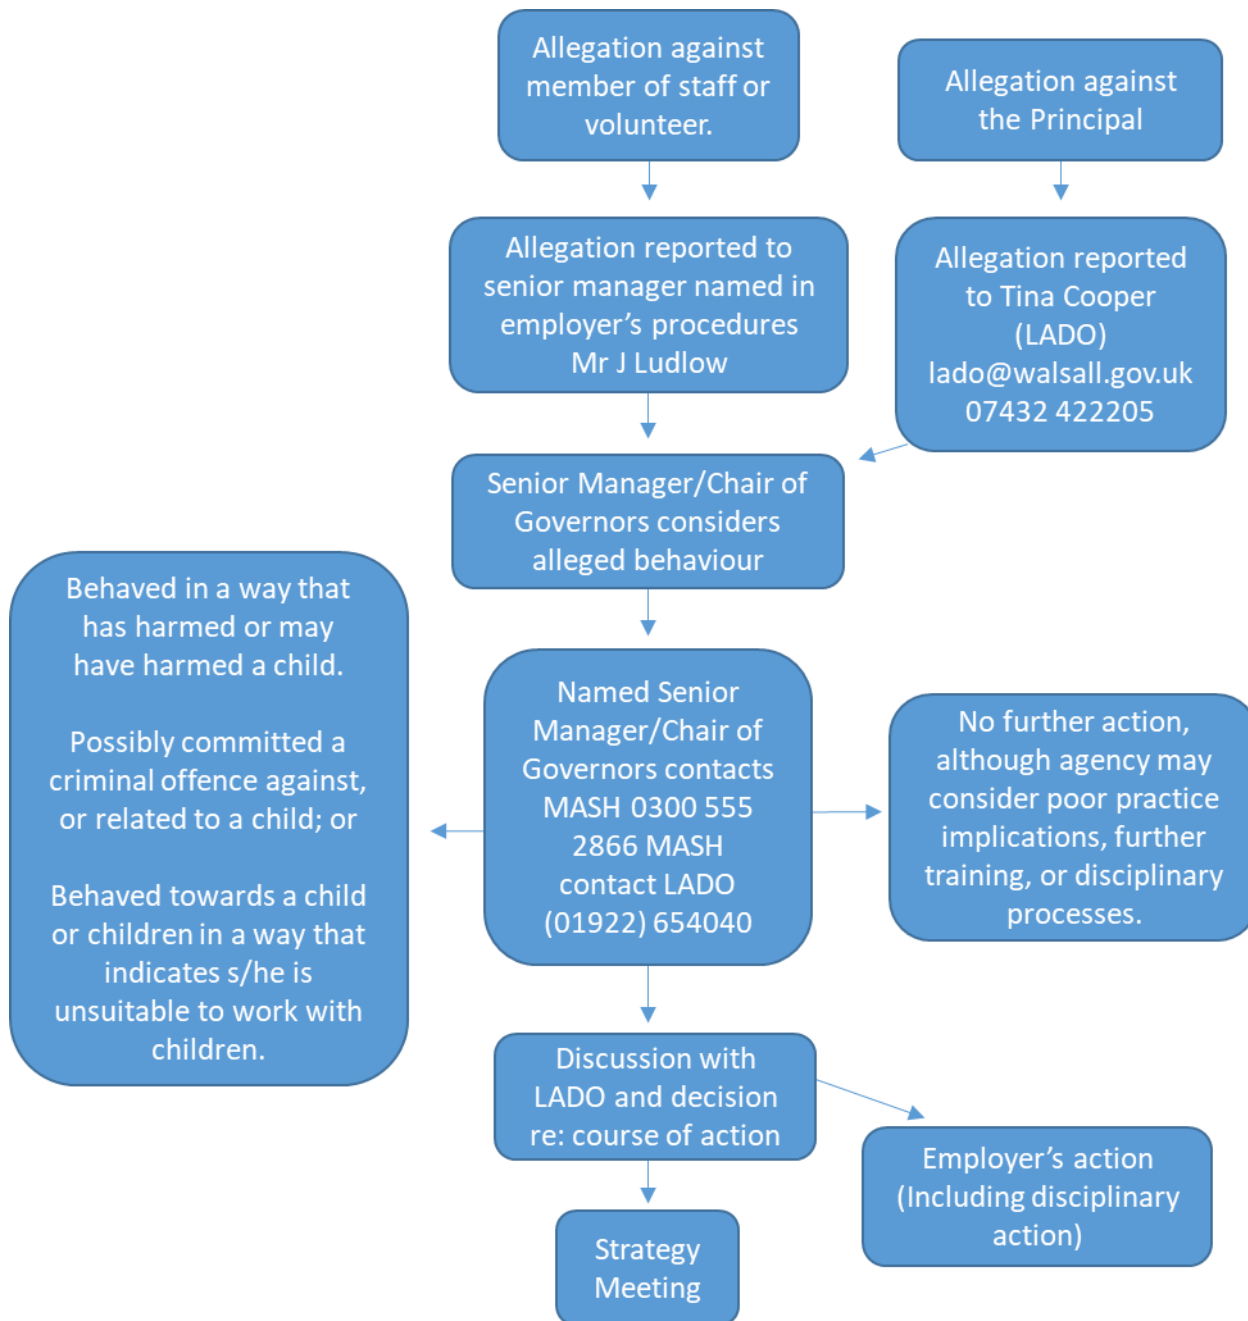 Allegation against
member of staff or
volunteer.
Allegation against
the Principal
Allegation reported to
senior manager named in
employer’s procedures
Mr J Ludlow
Allegation reported
to Tina Cooper
(LADO)
lado@walsall.gov.uk
07432 422205
Senior Manager/Chair of
Governors considers
alleged behaviour
Behaved in a way that
has harmed or may
have harmed a child.
Possibly committed a
criminal offence against,
or related to a child; or
Behaved towards a child
or children in a way that
indicates s/he is
unsuitable to work with
children.
Named Senior
Manager/Chair of
Governors contacts
MASH 0300 555
2866 MASH
contact LADO
(01922) 654040
No further action,
although agency may
consider poor practice
implications, further
training, or disciplinary
processes.
Discussion with
LADO and decision
re: course of action
Employer’s action
(Including disciplinary
action)
Strategy
Meeting